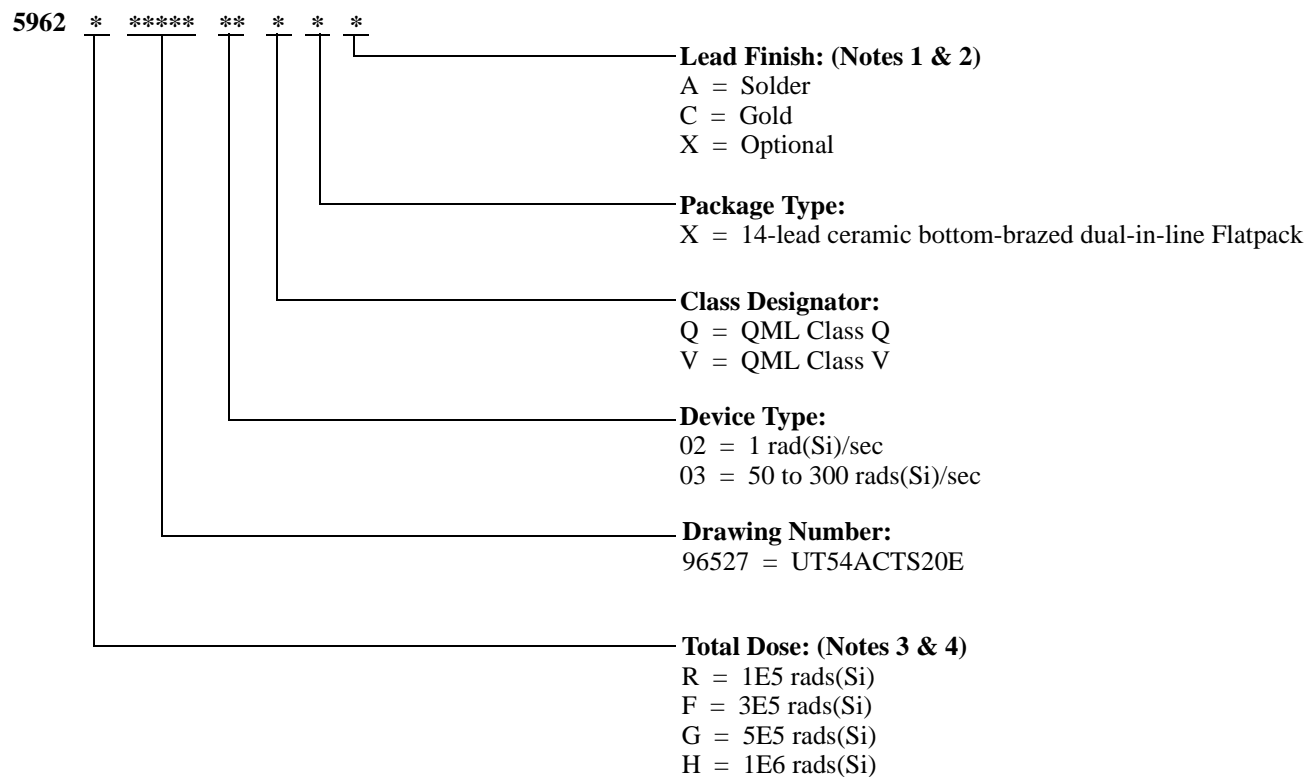 5962 * ***** ** * * *
Lead Finish: (Notes 1 & 2)
A = Solder
C = Gold
X = Optional
Package Type:
X = 14-lead ceramic bottom-brazed dual-in-line Flatpack
Class Designator:
Q = QML Class Q
V = QML Class V
Device Type:
02 = 1 rad(Si)/sec
03 = 50 to 300 rads(Si)/sec
Drawing Number:
96527 = UT54ACTS20E
Total Dose: (Notes 3 & 4)
R = 1E5 rads(Si)
F = 3E5 rads(Si)
G = 5E5 rads(Si)
H = 1E6 rads(Si)